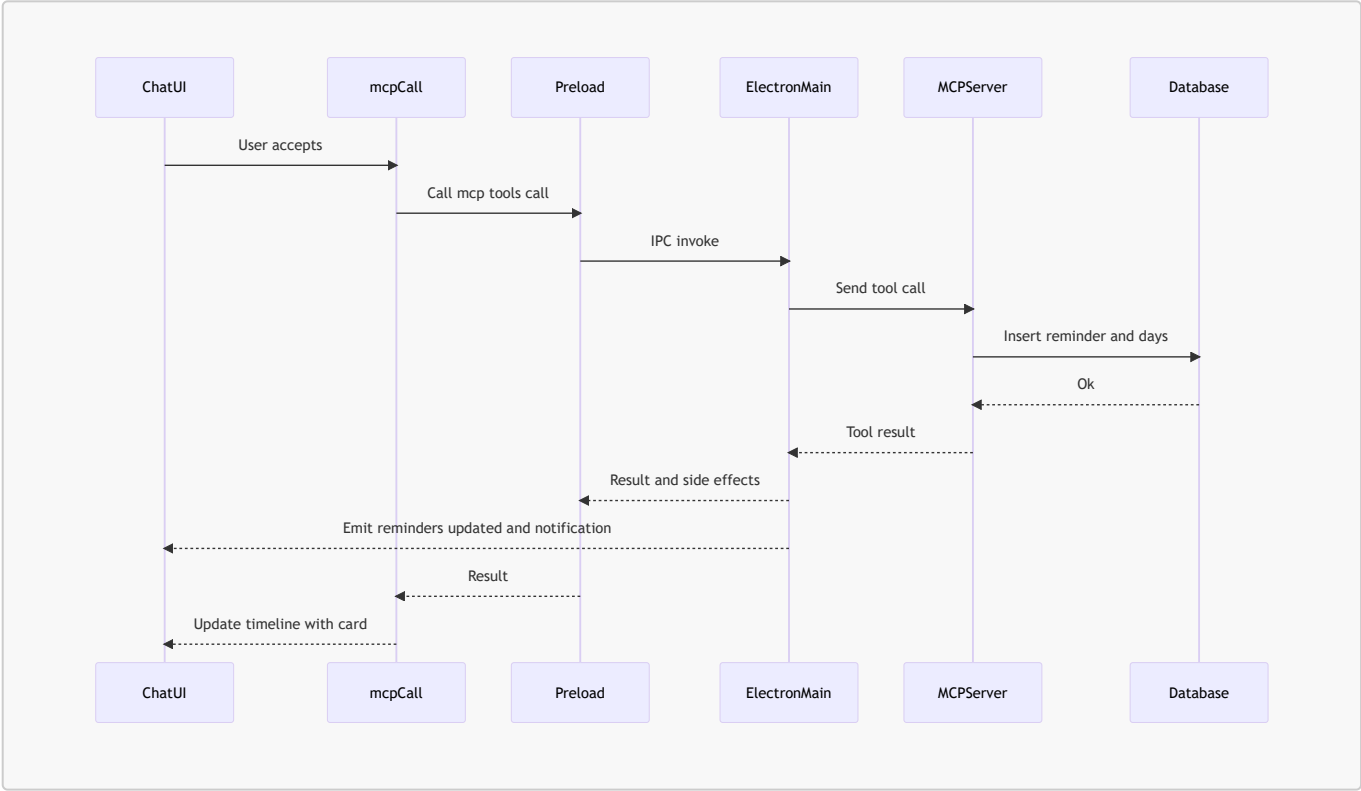 ChatUI
mcpCall
Preload
ElectronMain
MCPServer
Database
User accepts
Call mcp tools call
IPC invoke
Send tool call
Insert reminder and days
Ok
Tool result
Result and side effects
Emit reminders updated and notification
Result
Update timeline with card
ChatUI
mcpCall
Preload
ElectronMain
MCPServer
Database